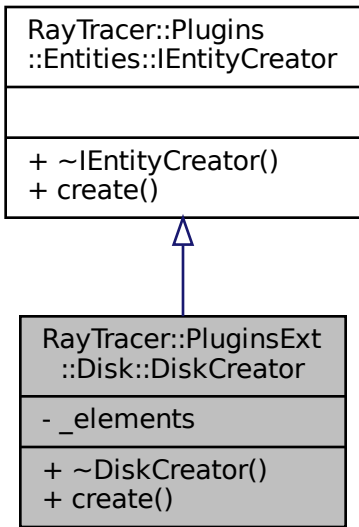 RayTracer::Plugins
::Entities::IEntityCreator
+ ~IEntityCreator()
+ create()
RayTracer::PluginsExt
::Disk::DiskCreator
- _elements
+ ~DiskCreator()
+ create()